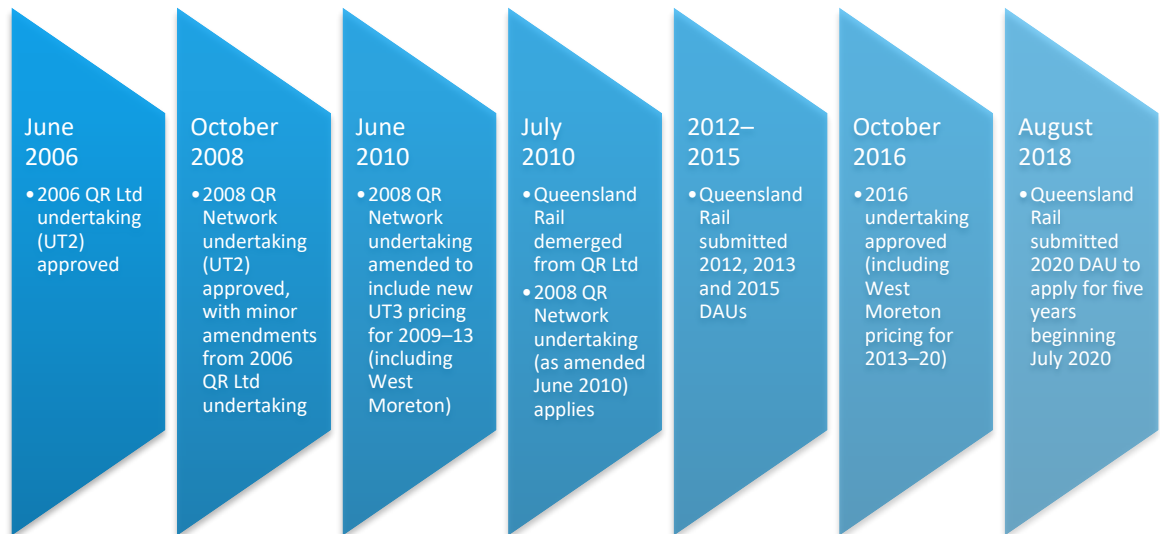 June
2006
•2006 QR Ltd
undertaking
(UT2)
approved
October
2008
•2008 QR
Network
undertaking
(UT2)
approved,
with minor
amendments
from 2006
QR Ltd
undertaking
June
2010
•2008 QR
Network
undertaking
amended to
include new
UT3 pricing
for 2009–13
(including
West
Moreton)
July
2010
•Queensland
Rail
demerged
from QR Ltd
•2008 QR
Network
undertaking
(as amended
June 2010)
applies
2012–
2015
•Queensland
Rail
submitted
2012, 2013
and 2015
DAUs
October
2016
•2016
undertaking
approved
(including
West
Moreton
pricing for
2013–20)
August
2018
•Queensland
Rail
submitted
2020 DAU to
apply for five
years
beginning
July 2020